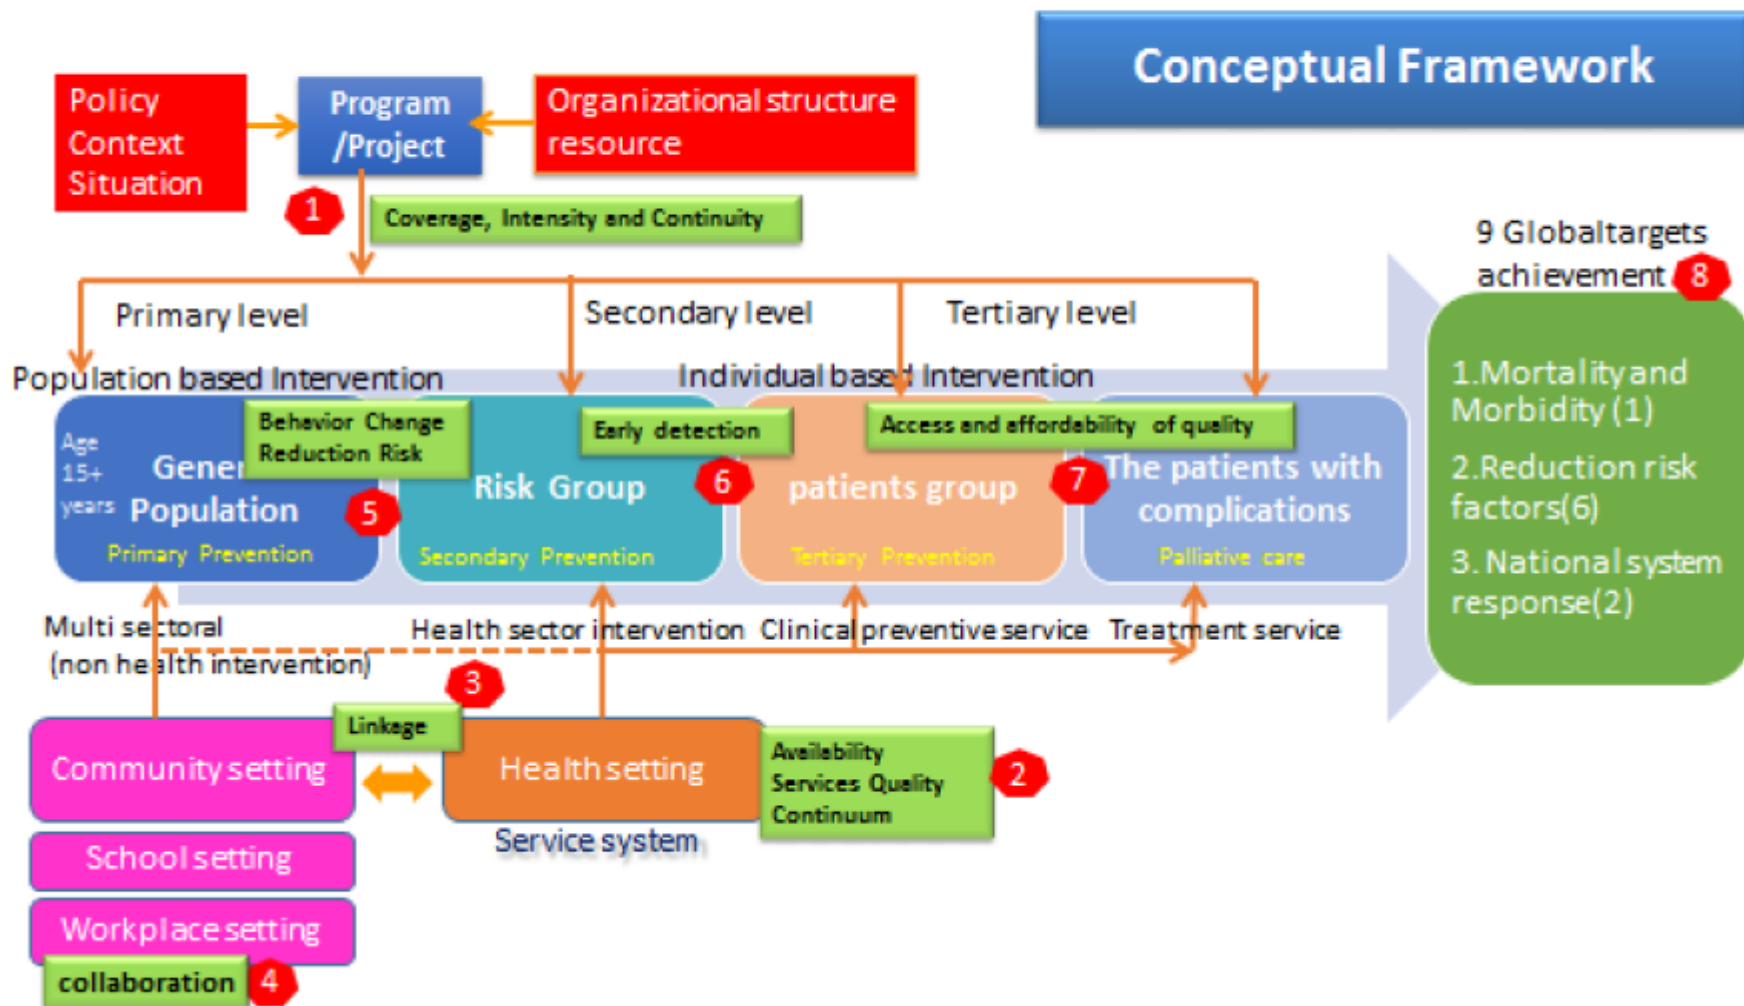 Conceptual Framework
Policy
Context
Situation
Program
/Project
Organizational structure
resource
1
Coverage, Intensity and Continuity
9 Global targets
achievement
8
Primary level
Secondary level
Tertiary level
Population based Intervention
Individual based Intervention
Age
15+
years
Behavior Change
Reduction Risk
General
Population
5
Primary Prevention
Early detection
6
Risk Group
Secondary Prevention
Access and affordability of quality
patients group
7
Tertiary Prevention
The patients with
complications
Palliative care
1.Mortality and
Morbidity (1)
2.Reduction risk
factors(6)
3. National system
response(2)
Multi sectoral
(non health intervention)
Health sector intervention
Clinical preventive service
Treatment service
3
Linkage
Community setting
Health setting
Availability
Services Quality
Continuum
2
Service system
School setting
Workplace setting
collaboration
4